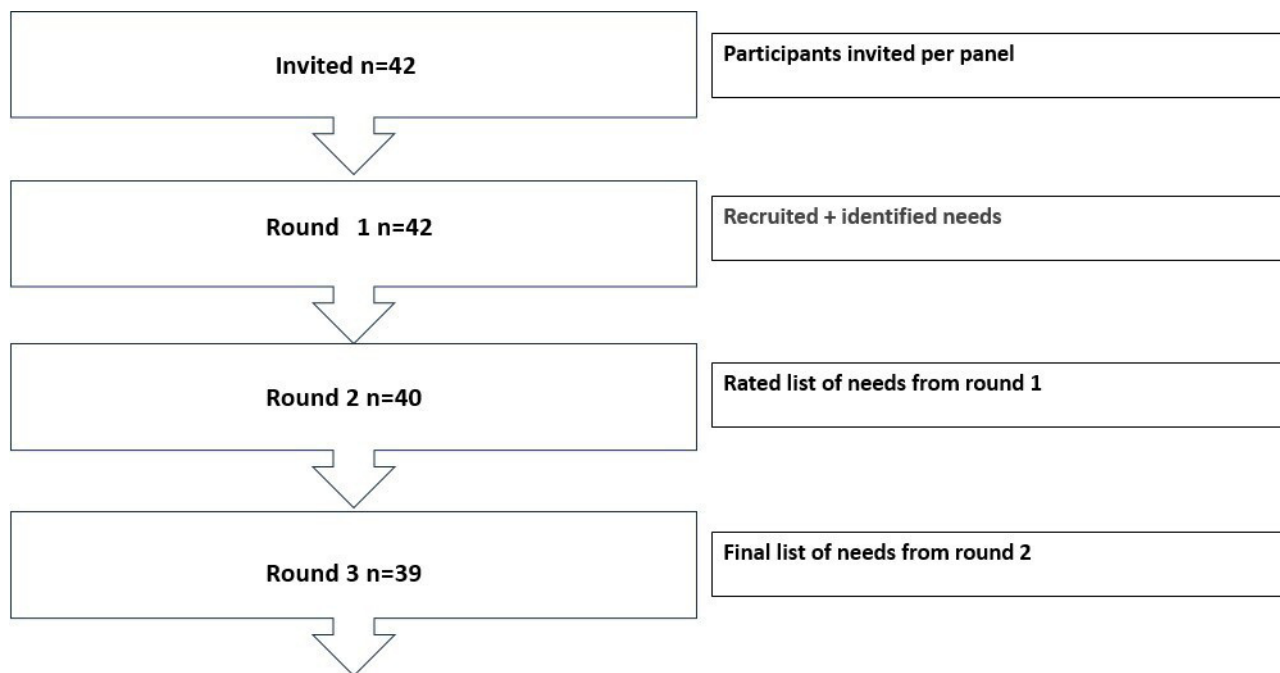 Invited n=42
Participants invited per panel
Round 1 n=42
Recruited + identified needs
Round 2 n=40
Rated list of needs from round 1
Round 3 n=39
Final list of needs from round 2